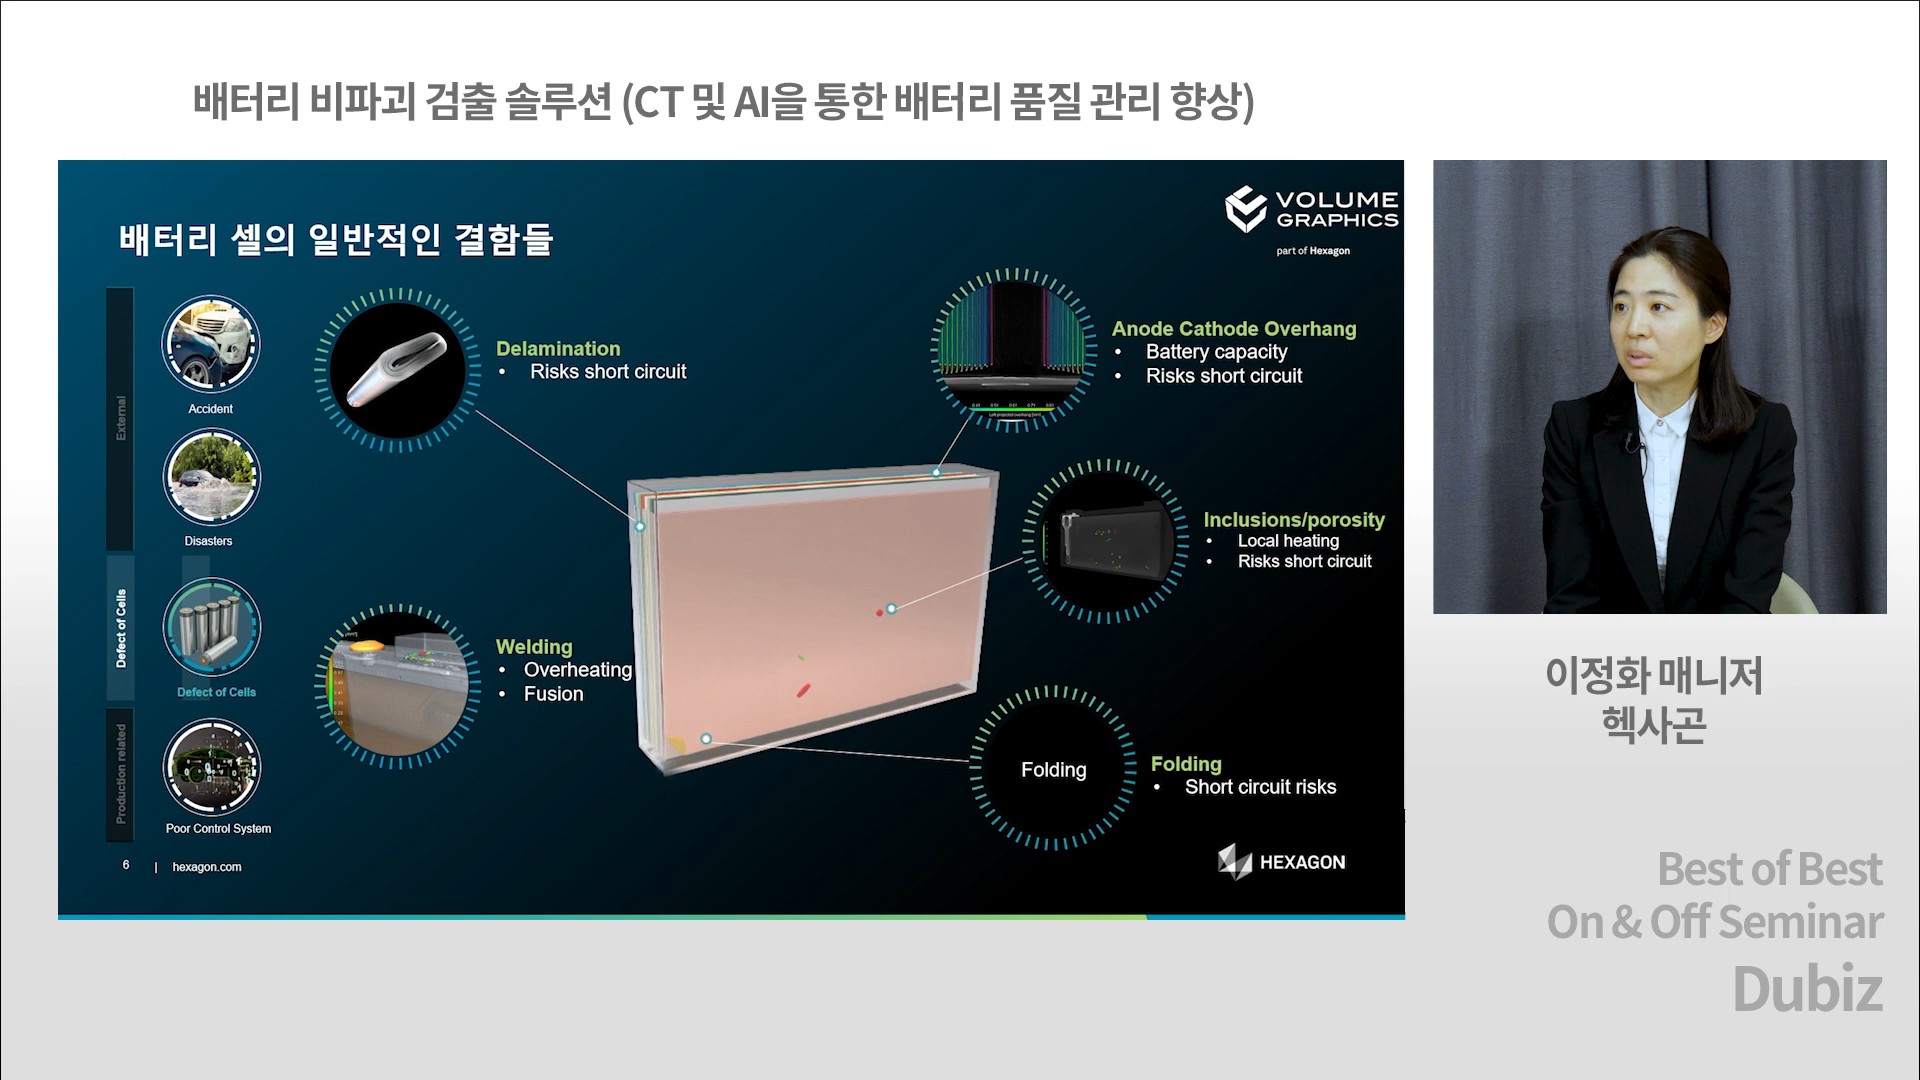 배터리 비파괴 검출 솔루션 (CT 및 AI을 통한 배터리 품질 관리 향상)
VOLUME
GRAPHICS
part of Hexagon
배터리 셀의 일반적인 결함들
External
Accident
Disasters
Defect of Cells
Defect of Cells
Production related
Poor Control System
Delamination
• Risks short circuit
Welding
• Overheating
• Fusion
Anode Cathode Overhang
• Battery capacity
• Risks short circuit
Inclusions/porosity
• Local heating
• Risks short circuit
Folding
Folding
• Short circuit risks
6 | hexagon.com
HEXAGON
이정화 매니저
헥사곤
Best of Best
On & Off Seminar
Dubiz